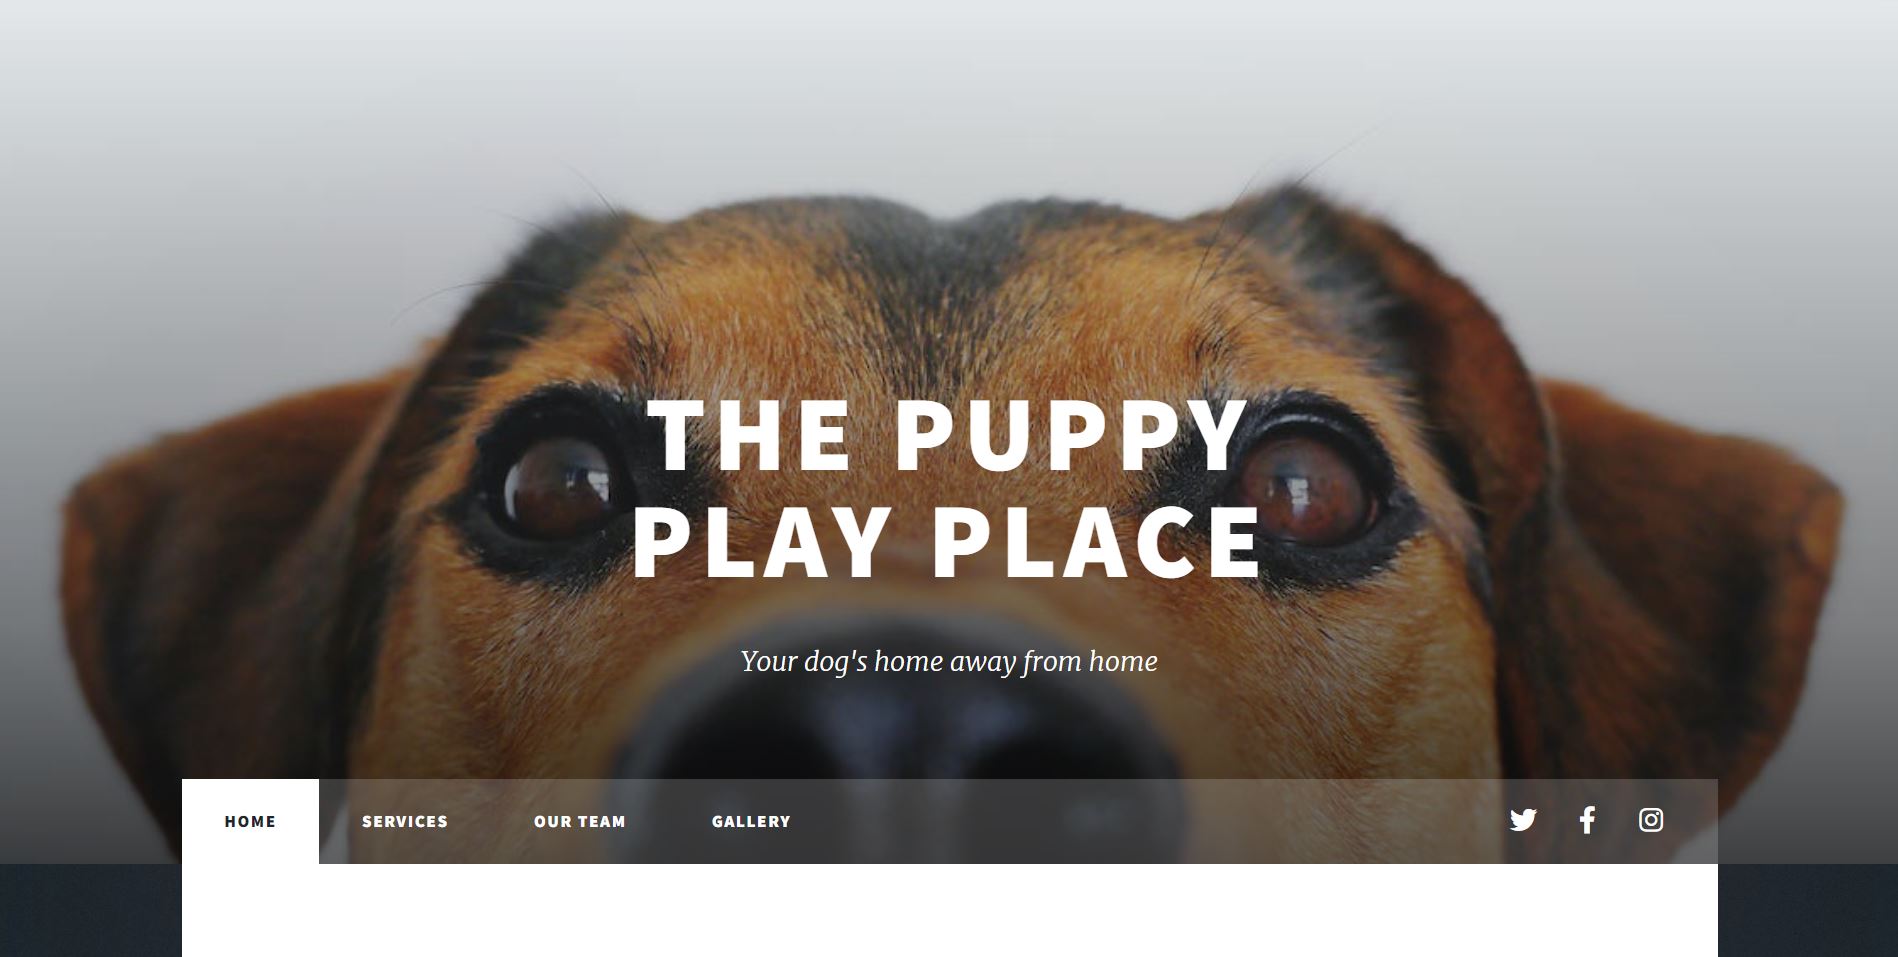 THE PUPPY
PLAY PLACE
Your dog's home away from home
HOME SERVICES OUR TEAM GALLERY